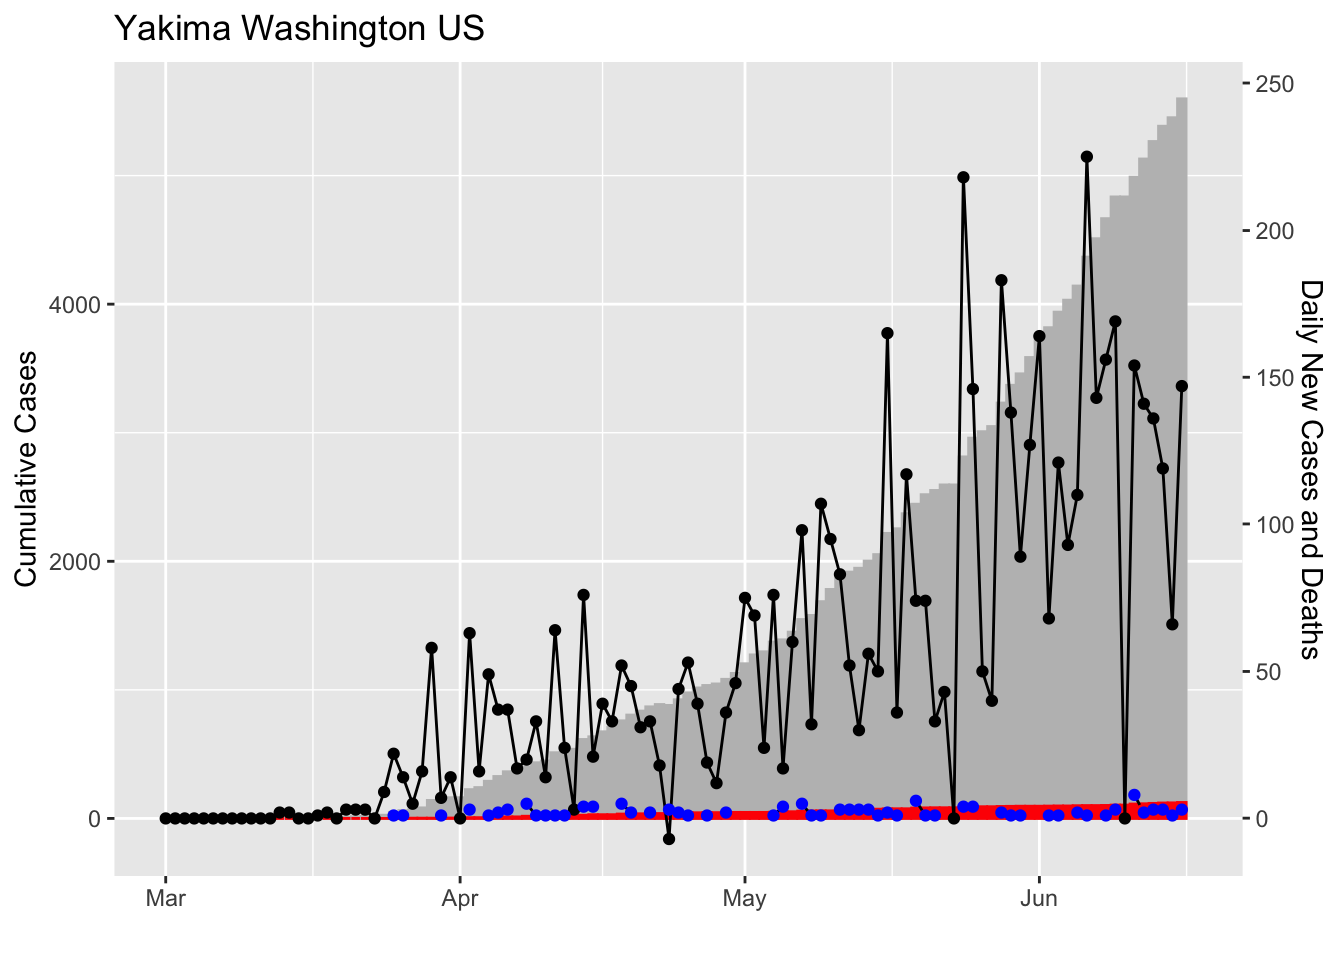 Yakima Washington US
Cumulative Cases
4000
2000
0
250
200
150
100
50
0
Daily New Cases and Deaths
Mar
Apr
May
Jun